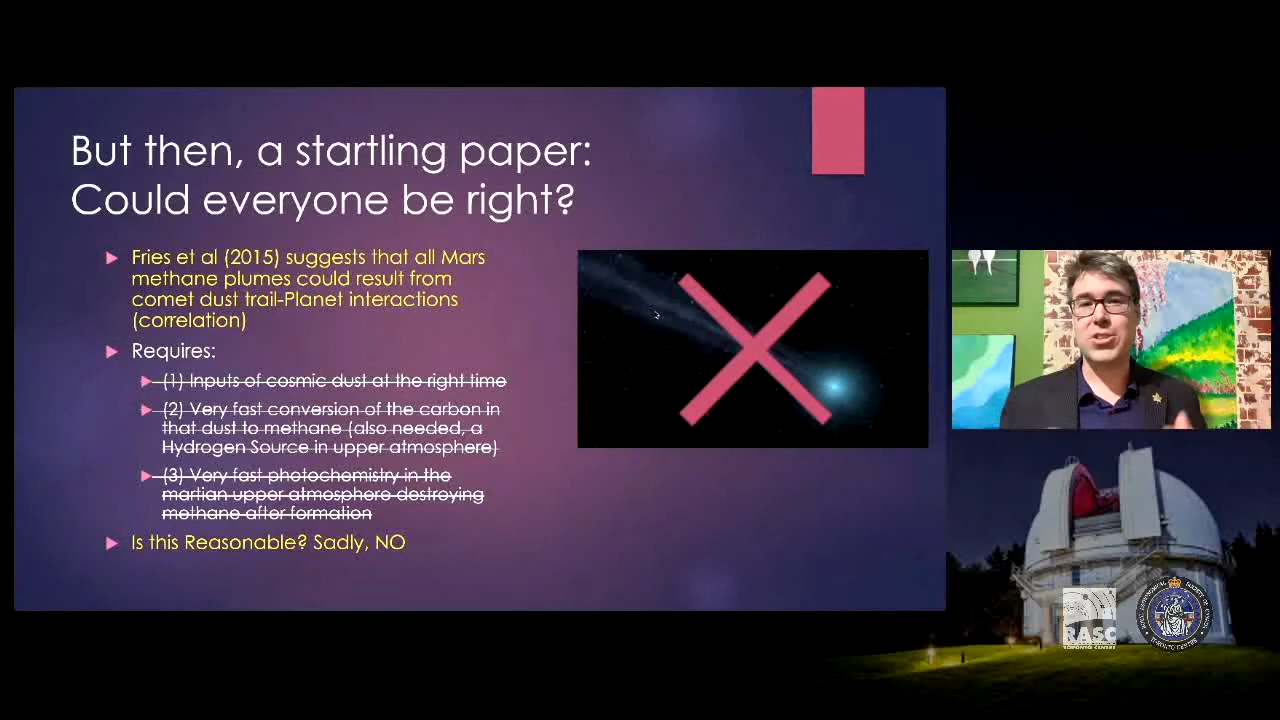 But then, a startling paper:
Could everyone be right?
Fries et al (2015) suggests that all Mars
methane plumes could result from
comet dust trail-Planet interactions
(correlation)
Requires:
(1) Inputs of cosmic dust at the right time
(2) Very fast conversion of the carbon in
that dust to methane (also needed, a
Hydrogen Source in upper atmosphere)
(3) Very fast photochemistry in the
martian upper atmosphere destroying
methane after formation
Is this Reasonable? Sadly, NO
RASC
TORONTO CENTRE